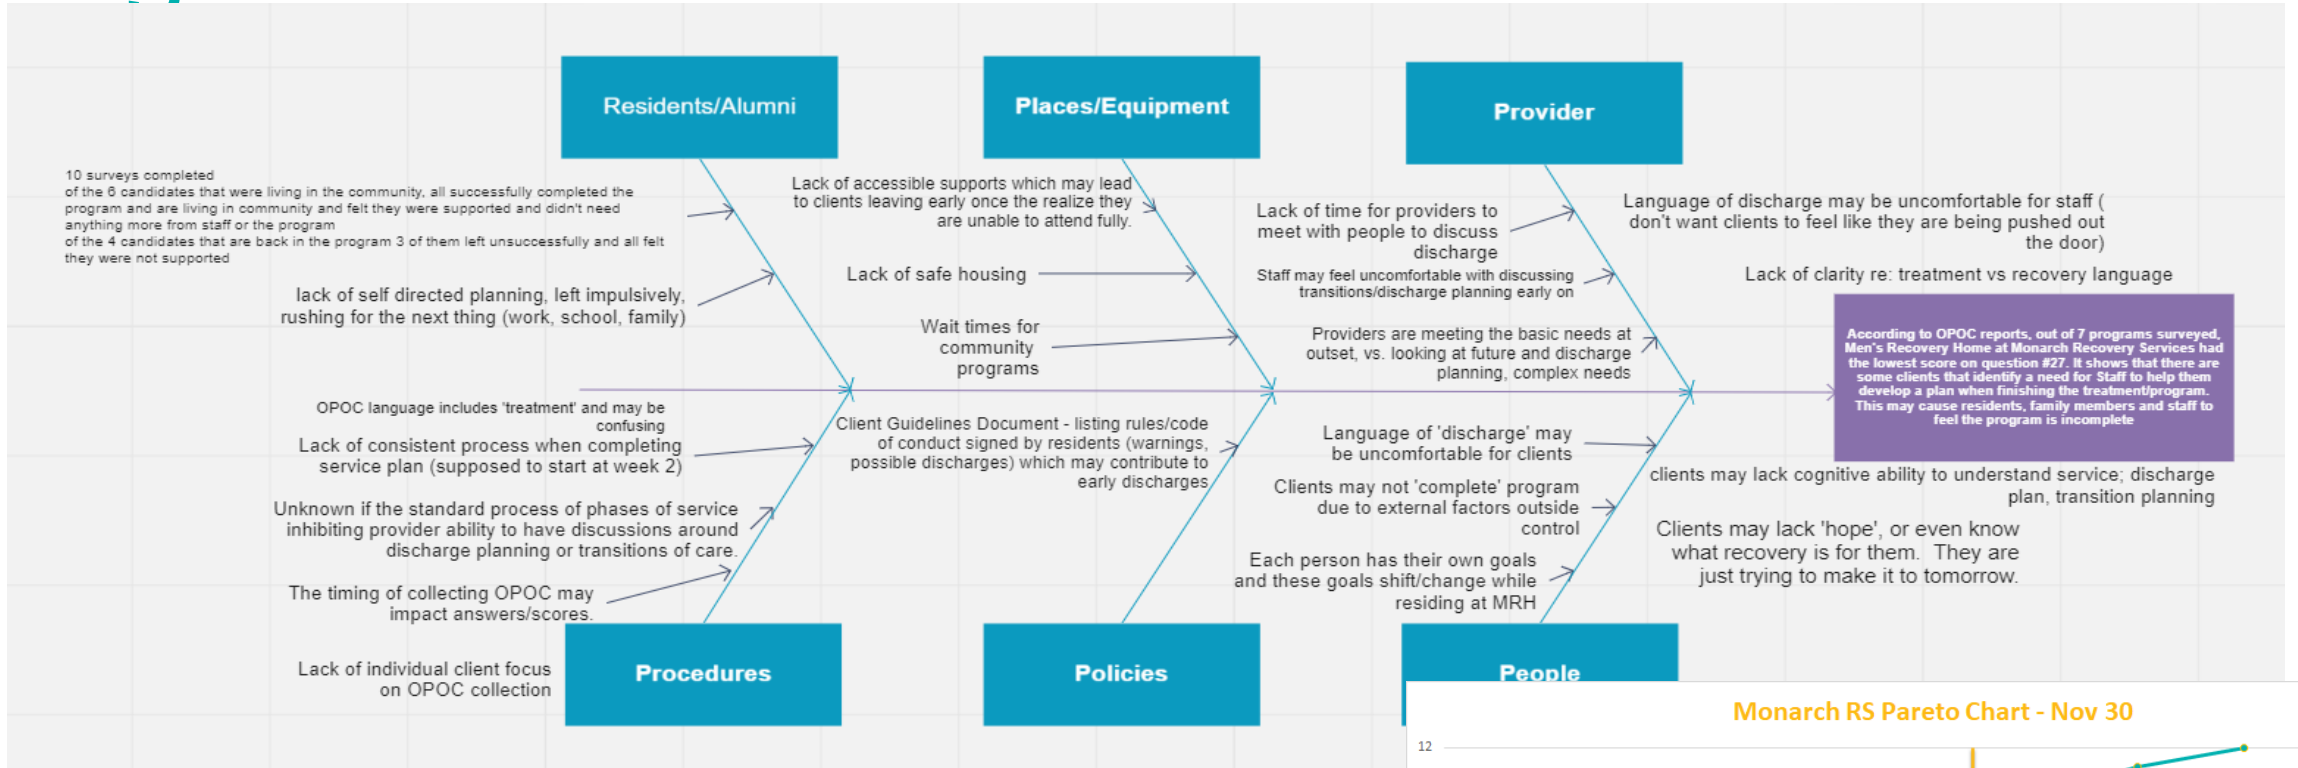 Residents/Alumni
Places/Equipment
Provider
10 surveys completed
of the 6 candidates that were living in the community, all successfully completed the
program and are living in community and felt they were supported and didn't need
anything more from staff or the program
of the 4 candidates that are back in the program 3 of them left unsuccessfully and all felt
they were not supported
lack of self directed planning, left impulsively,
rushing for the next thing (work, school, family)
Lack of accessible supports which may lead
to clients leaving early once the realize they
are unable to attend fully.
Lack of safe housing
Wait times for
community
programs
Lack of time for providers to
meet with people to discuss
discharge
Staff may feel uncomfortable with discussing
transitions/discharge planning early on
Providers are meeting the basic needs at
outset, vs. looking at future and discharge
planning, complex needs
Language of discharge may be uncomfortable for staff (
don't want clients to feel like they are being pushed out
the door)
Lack of clarity re: treatment vs recovery language
According to OPOC reports, out of 7 programs surveyed,
Men's Recovery Home at Monarch Recovery Services had
the lowest score on question #27. It shows that there are
some clients that identify a need for Staff to help them
develop a plan when finishing the treatment/program.
This may cause residents, family members and staff to
feel the program is incomplete
OPOC language includes 'treatment' and may be
confusing
Lack of consistent process when completing
service plan (supposed to start at week 2)
Unknown if the standard process of phases of service
inhibiting provider ability to have discussions around
discharge planning or transitions of care.
The timing of collecting OPOC may
impact answers/scores.
Lack of individual client focus
on OPOC collection
Client Guidelines Document - listing rules/code
of conduct signed by residents (warnings,
possible discharges) which may contribute to
early discharges
Language of 'discharge' may
be uncomfortable for clients
Clients may not 'complete' program
due to external factors outside
control
Each person has their own goals
and these goals shift/change while
residing at MRH
clients may lack cognitive ability to understand service; discharge
plan, transition planning
Clients may lack 'hope', or even know
what recovery is for them. They are
just trying to make it to tomorrow.
Procedures
Policies
People
Monarch RS Pareto Chart - Nov 30
12